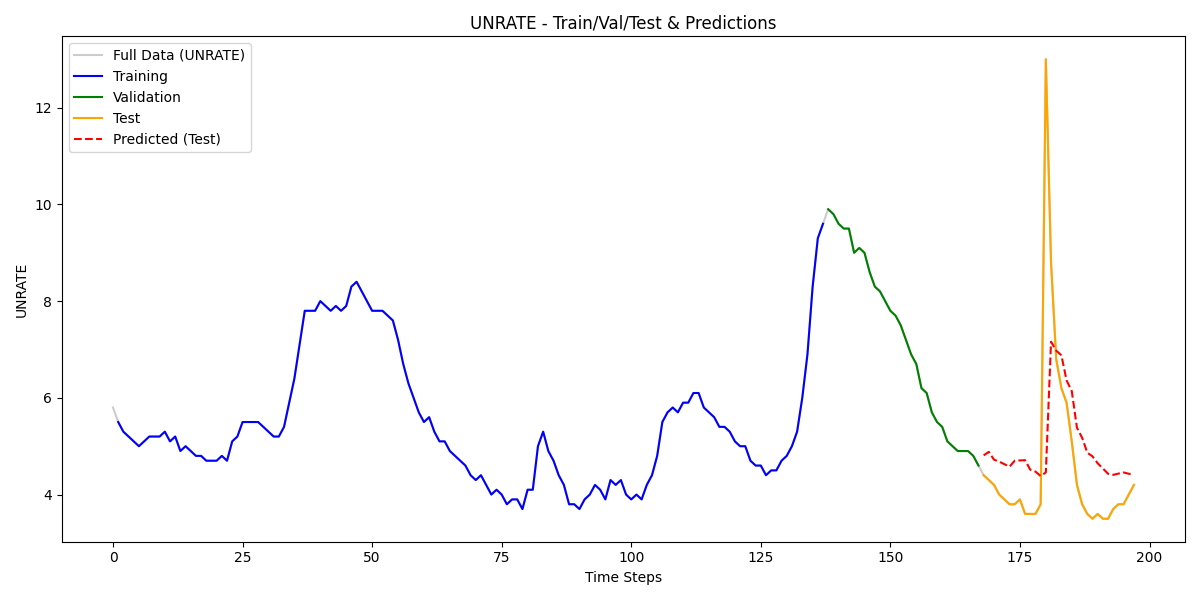 UNRATE - Train/Val/Test & Predictions
Full Data (UNRATE)
Training
Validation
Test
Predicted (Test)
UNRATE
12
10
8
6
4
0 25 50 75 100 125 150 175 200
Time Steps